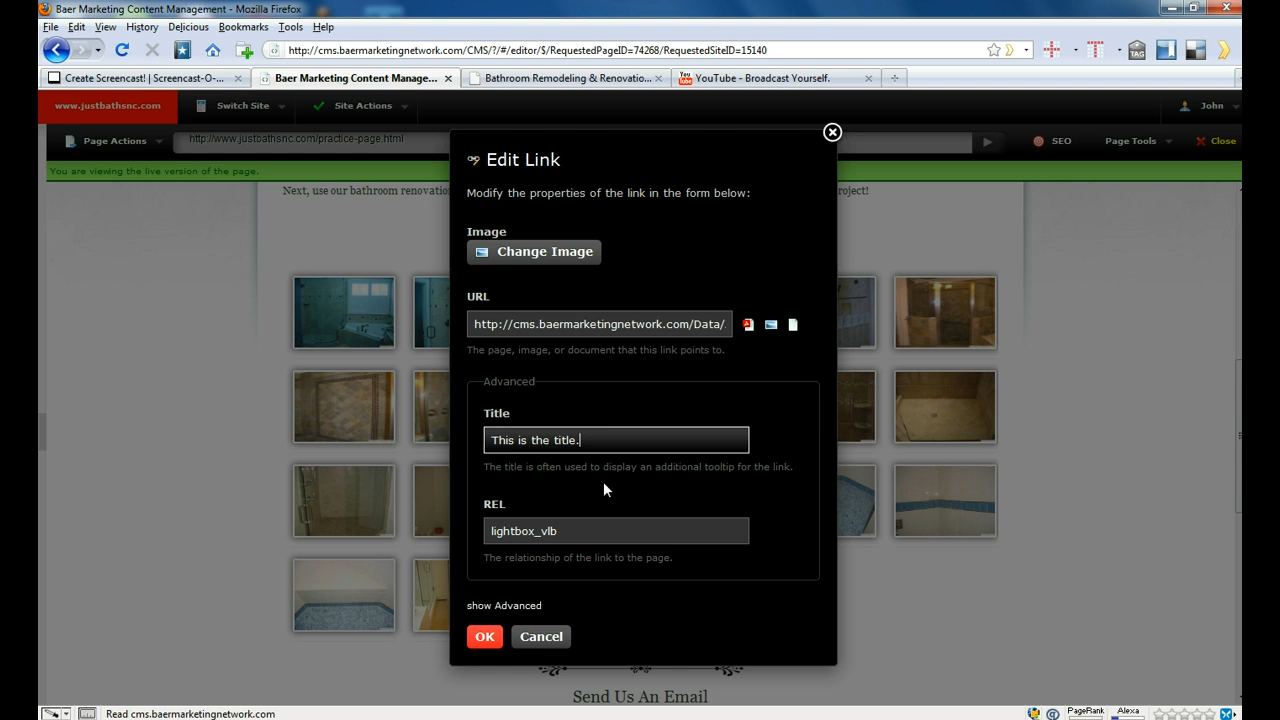 Baer Marketing Content Management - Mozilla Firefox
File Edit View History Delicious Bookmarks Tools Help
http://cms.baermarketingnetwork.com/CMS/?/#/editor/$/RequestedPageID=74268/RequestedSiteID=15140
TAG
Create Screencast! | Screencast-O-... Baer Marketing Content Manage... Bathroom Remodeling & Renovatio... You Tube YouTube - Broadcast Yourself.
www.justbathsnc.com Switch Site Site Actions John
Page Actions http://www.justbathsnc.com/practice-page.html SEO Page Tools Close
You are viewing the live version of the page.
Next, use our bathroom renovatio roject!
Edit Link
Modify the properties of the link in the form below:
Image
Change Image
URL
http://cms.baermarketingnetwork.com/Data/
The page, image, or document that this link points to.
Advanced
Title
This is the title.
The title is often used to display an additional tooltip for the link.
REL
lightbox_vlb
The relationship of the link to the page.
show Advanced
OK Cancel
Send Us An Email
Read cms.baermarketingnetwork.com PageRank Alexa